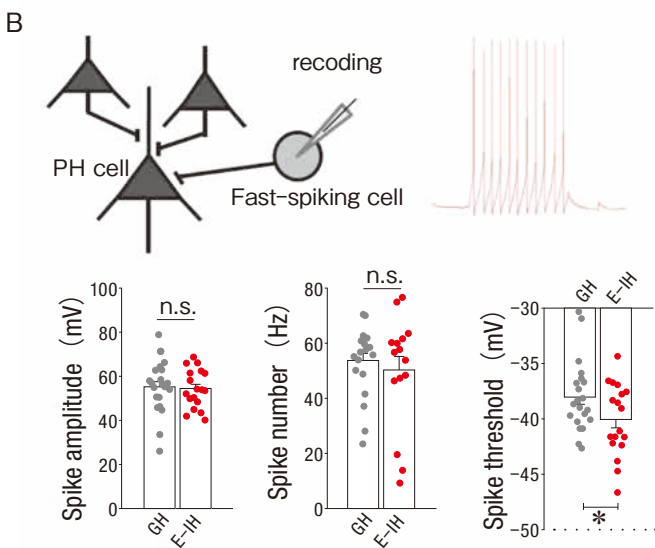 B
recoding
PH cell
Fast-spiking cell
n.s.
100
80
60
40
20
0
Spike amplitude (mV)
GH
E-IH
n.s.
80
60
40
20
0
Spike number (Hz)
GH
E-IH
GH
E-IH
−30
−35
−40
−45
−50
Spike threshold (mV)
*